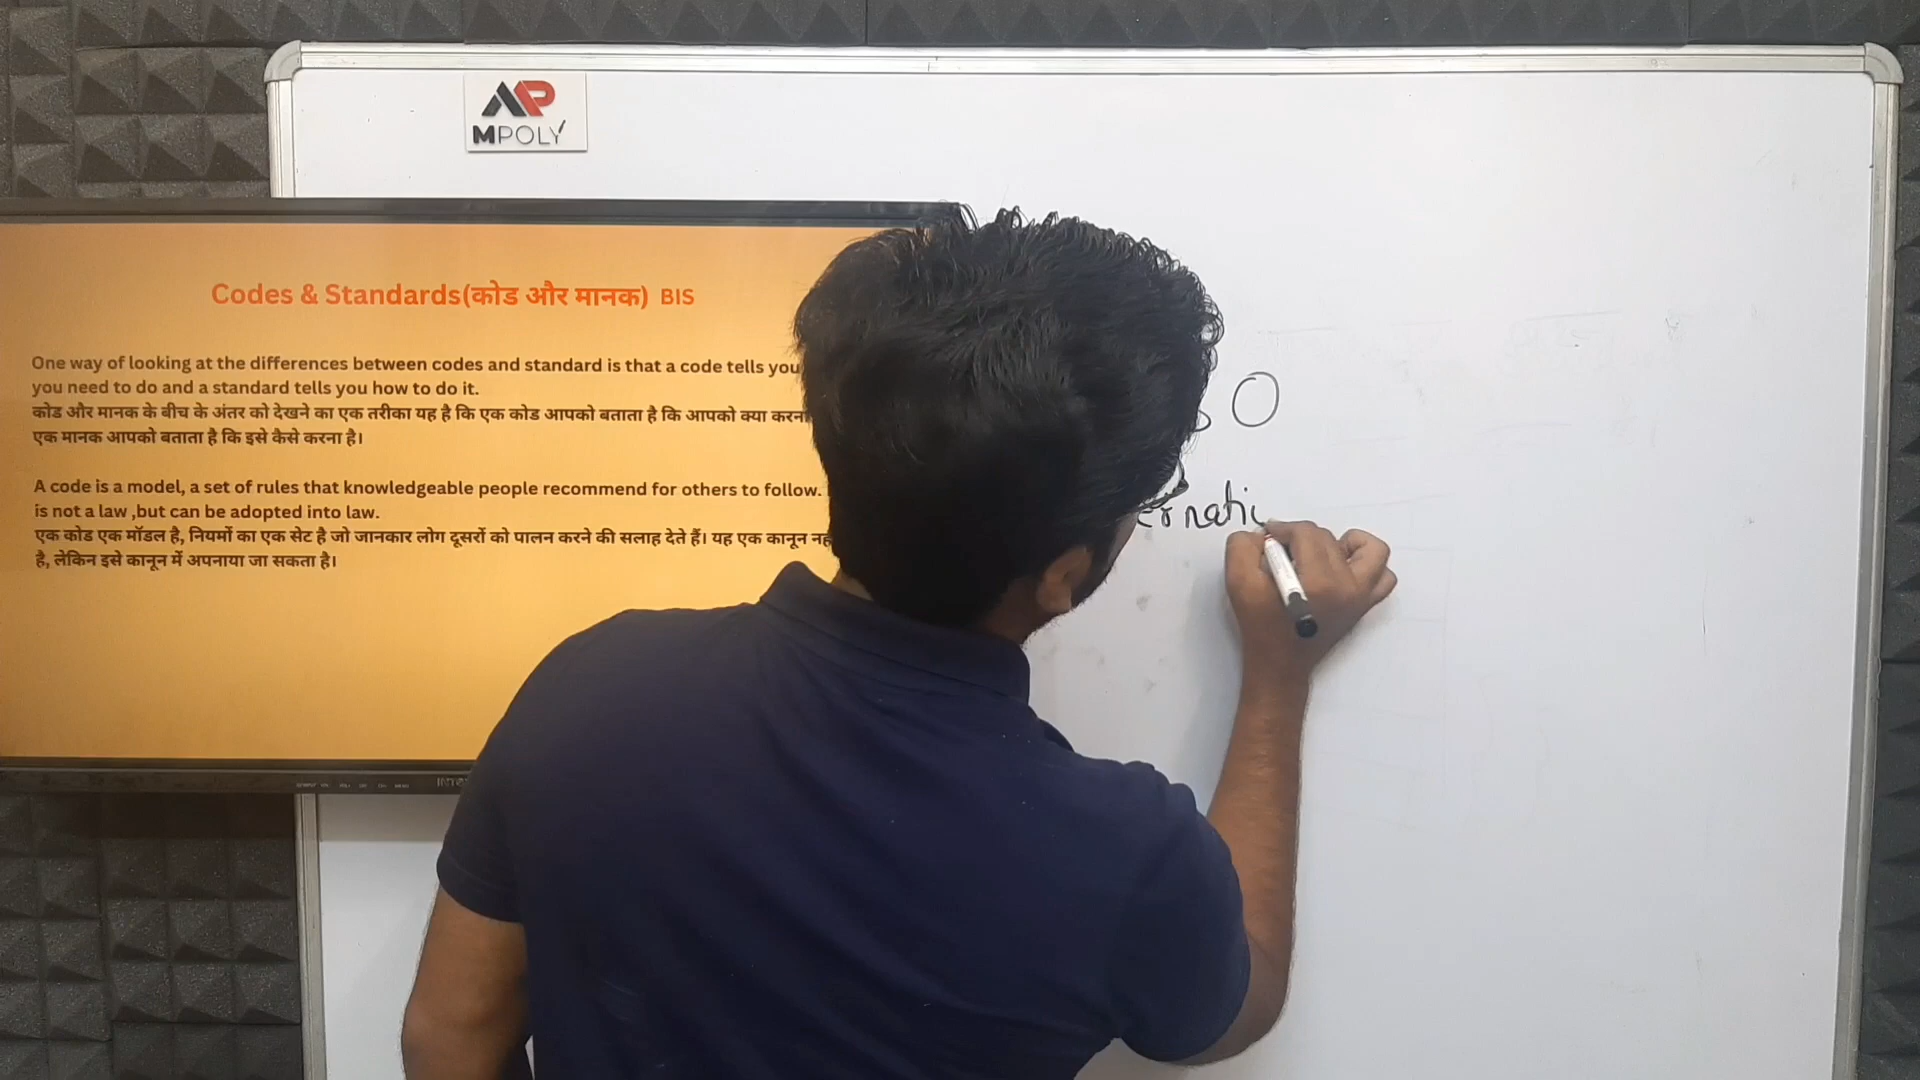 AP
MPOLY
Codes & Standards(कोड और मानक) BIS
One way of looking at the differences between codes and standard is that a code tells you
you need to do and a standard tells you how to do it.
कोड और मानक के बीच के अंतर को देखने का एक तरीका यह है कि एक कोड आपको बताता है कि आपको क्या करना
एक मानक आपको बताता है कि इसे कैसे करना है।
A code is a model, a set of rules that knowledgeable people recommend for others to follow.
is not a law ,but can be adopted into law.
एक कोड एक मॉडल है, नियमों का एक सेट है जो जानकार लोग दूसरों को पालन करने की सलाह देते हैं। यह एक कानून
है, लेकिन इसे कानून में अपनाया जा सकता है।
O
ernati